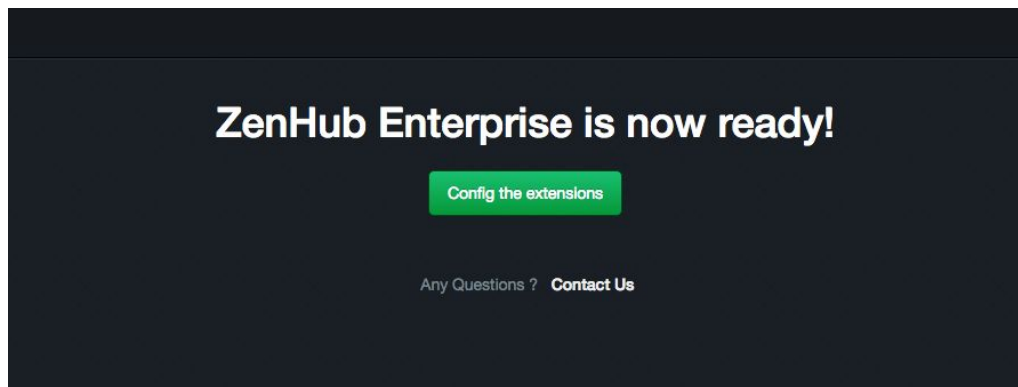 ZenHub Enterprise is now ready!
Config the extensions
Any Questions ? Contact Us